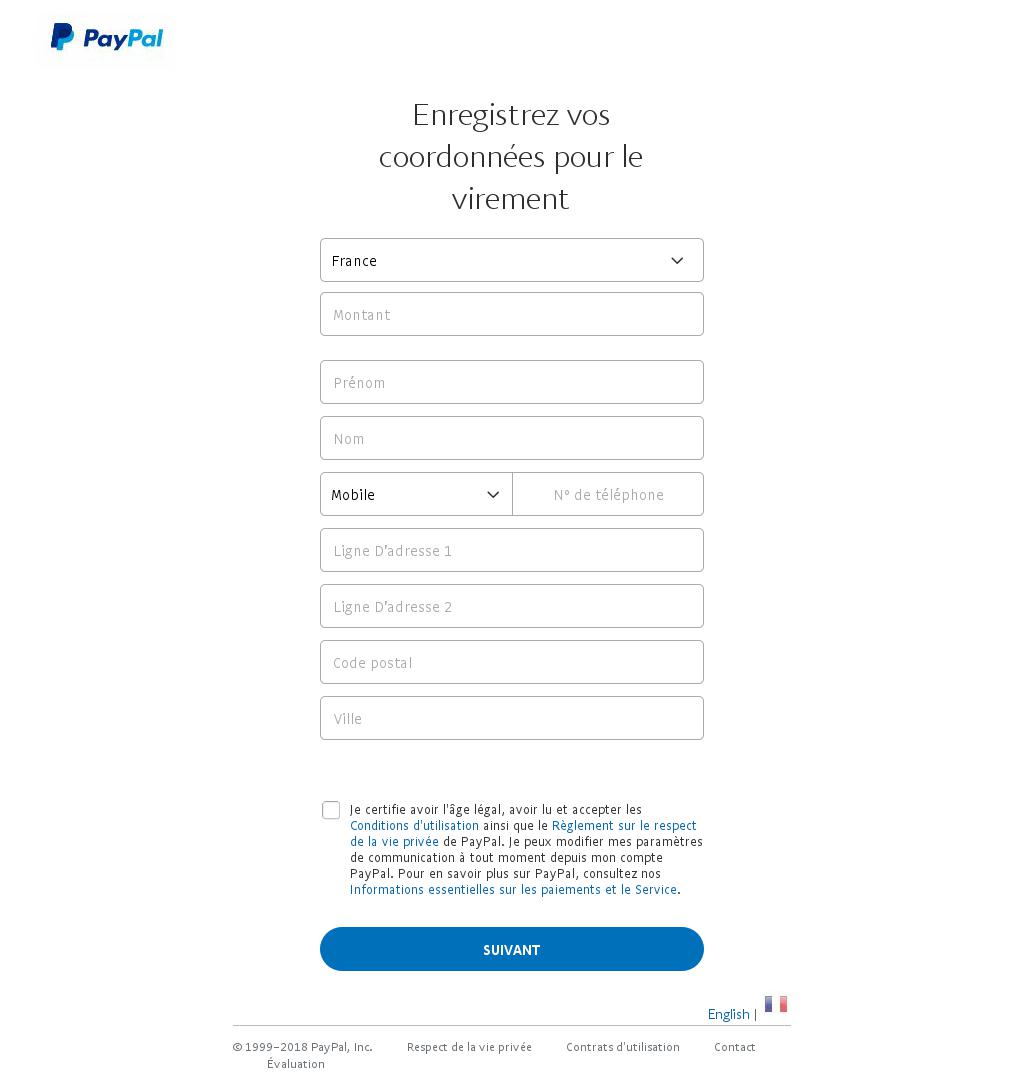 PayPal
Enregistrez vos
coordonnées pour le
virement
France
Montant
Prénom
Nom
Mobile
N° de téléphone
Ligne D'adresse 1
Ligne D'adresse 2
Code postal
Ville
Je certifie avoir l'âge légal, avoir lu et accepter les
Conditions d'utilisation ainsi que le Règlement sur le respect
de la vie privée de PayPal. Je peux modifier mes paramètres
de communication à tout moment depuis mon compte
PayPal. Pour en savoir plus sur PayPal, consultez nos
Informations essentielles sur les paiements et le Service.
SUIVANT
English |
© 1999–2018 PayPal, Inc. Respect de la vie privée Contrats d'utilisation Contact
Évaluation